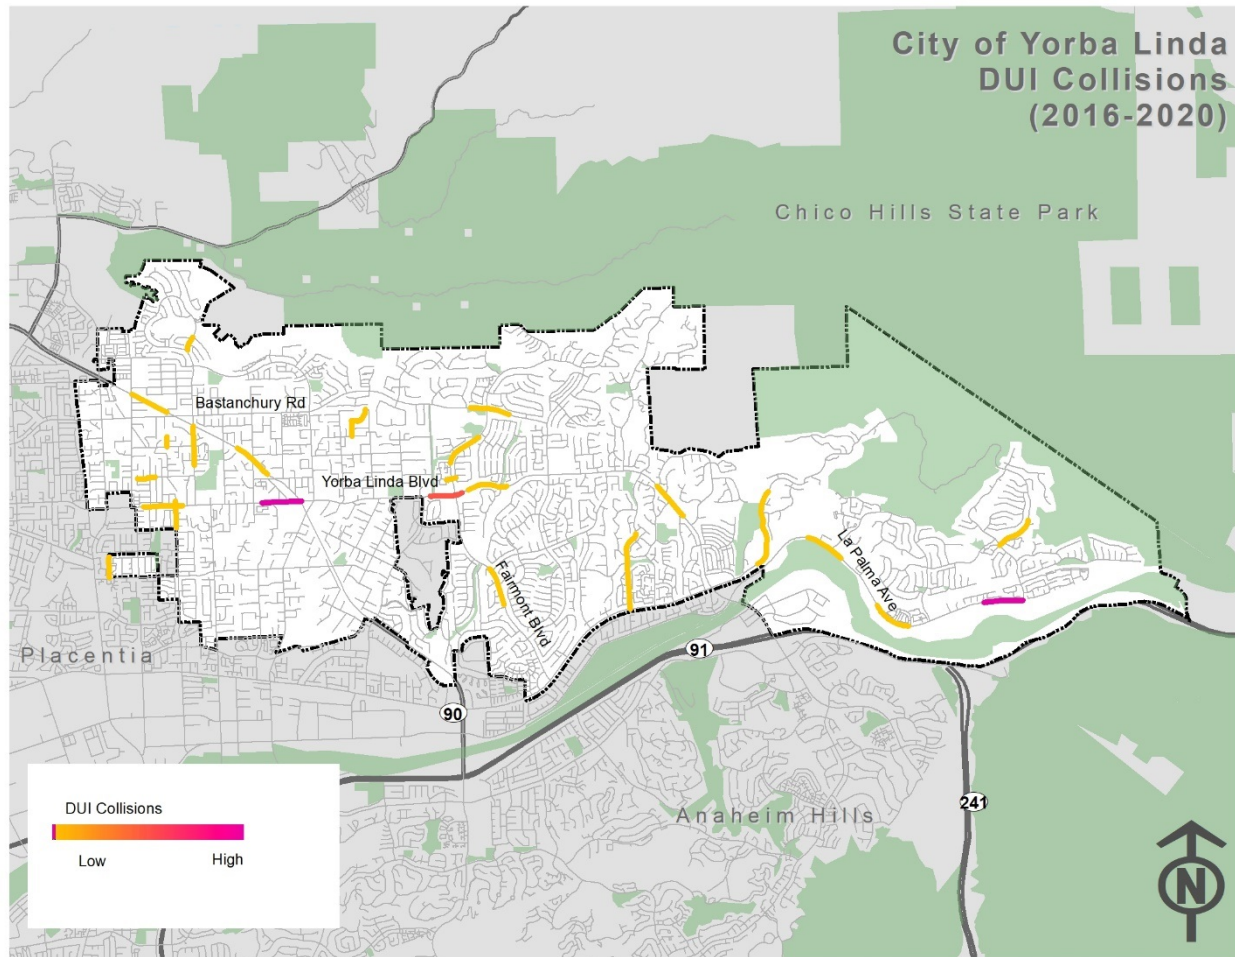 City of Yorba Linda
DUI Collisions
(2016-2020)
Chico Hills State Park
Bastanchury Rd
Yorba Linda Blvd
La Palma Ave
Fairmont Blvd
Placentia
91
90
241
Anaheim Hills
DUI Collisions
Low High
N